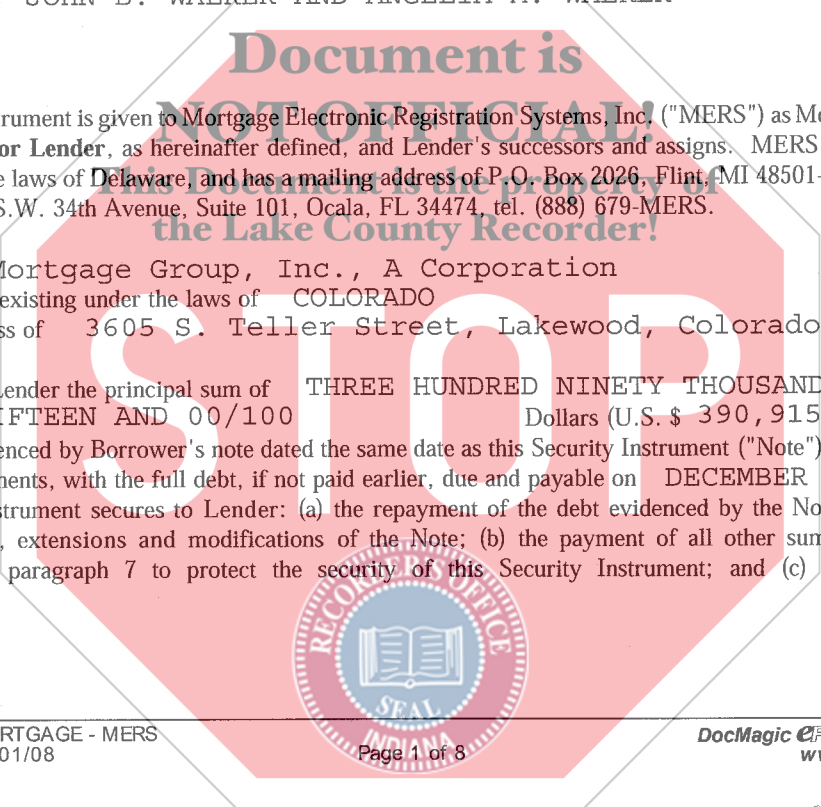 JOHN B. WALKER AND ANGELIA M. WALKER
Document is
NOT OFFICIAL!
This Document is the property of
the Lake County Recorder!
STOP
rument is given to Mortgage Electronic Registration Systems, Inc. ("MERS") as Mo
or Lender, as hereinafter defined, and Lender's successors and assigns. MERS
e laws of Delaware, and has a mailing address of P.O. Box 2026, Flint, MI 48501-
S.W. 34th Avenue, Suite 101, Ocala, FL 34474, tel. (888) 679-MERS.
Mortgage Group, Inc., A Corporation
existing under the laws of COLORADO
ss of 3605 S. Teller Street, Lakewood, Colorado
Lender the principal sum of THREE HUNDRED NINETY THOUSAND
IFTEEN AND 00/100 Dollars (U.S. $ 390,915
enced by Borrower's note dated the same date as this Security Instrument ("Note")
nents, with the full debt, if not paid earlier, due and payable on DECEMBER
strument secures to Lender: (a) the repayment of the debt evidenced by the No
, extensions and modifications of the Note; (b) the payment of all other sum
paragraph 7 to protect the security of this Security Instrument; and (c)
RECORDER'S OFFICE
SEAL
INDIANA
RTGAGE - MERS
01/08
Page 1 of 8
DocMagic